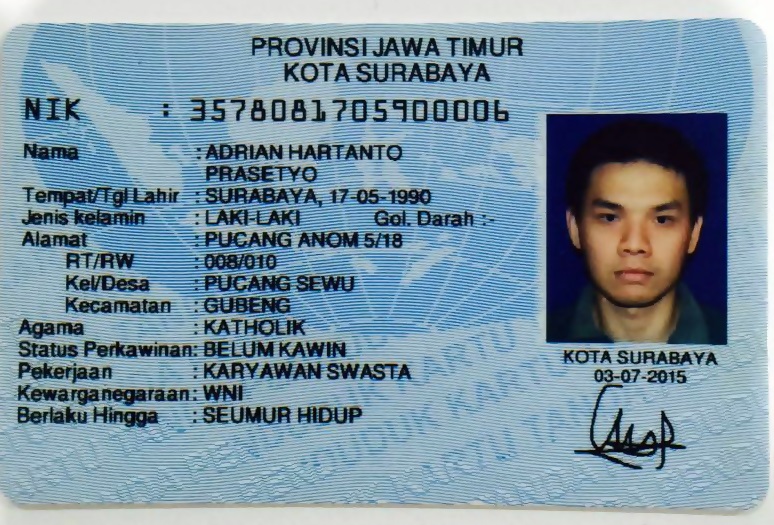 PROVINSI JAWA TIMUR
KOTA SURABAYA
NIK : 3578081705900006
Nama : ADRIAN HARTANTO
PRASETYO
Tempat/Tgl Lahir : SURABAYA, 17-05-1990
Jenis kelamin : LAKI-LAKI Gol. Darah :-
Alamat : PUCANG ANOM 5/18
RT/RW : 008/010
Kel/Desa : PUCANG SEWU
Kecamatan : GUBENG
Agama : KATHOLIK
Status Perkawinan: BELUM KAWIN
Pekerjaan : KARYAWAN SWASTA
Kewarganegaraan: WNI
Berlaku Hingga : SEUMUR HIDUP
KOTA SURABAYA
03-07-2015